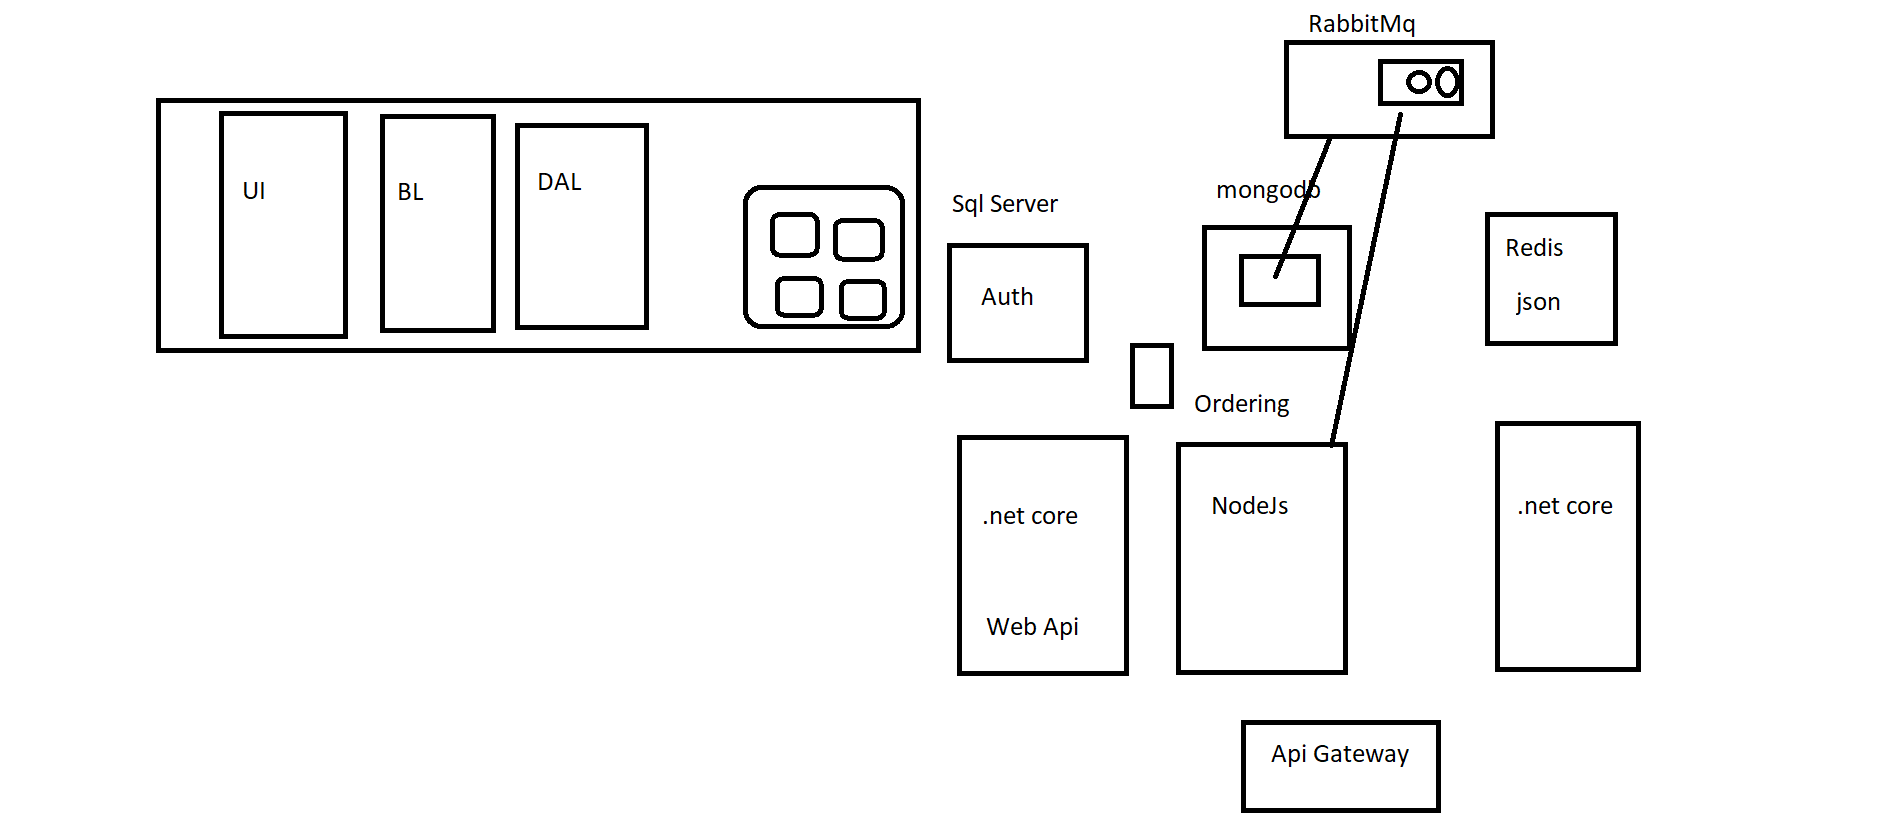 RabbitMq
UI
BL
DAL
Sql Server
mongodb
Auth
Redis
json
Ordering
.net core
Web Api
NodeJs
.net core
Api Gateway